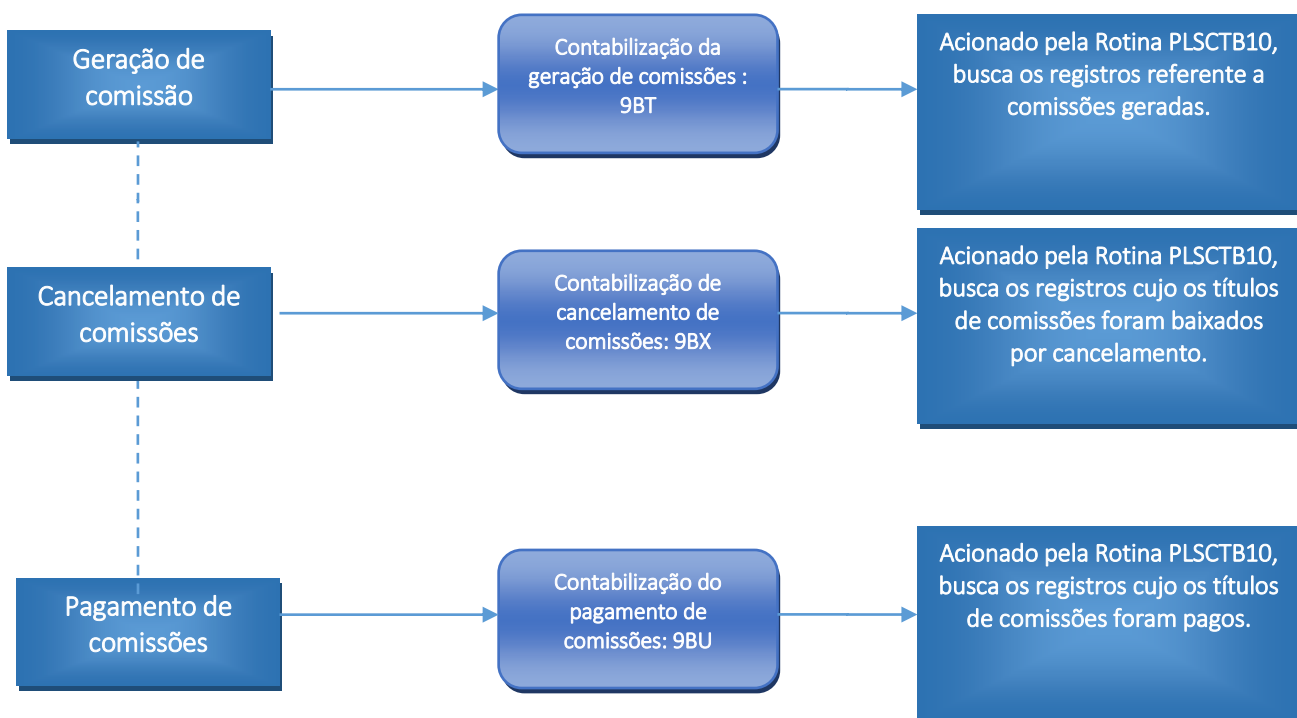 Geração de
comissão
Contabilização da
geração de comissões :
9BT
Acionado pela Rotina PLSCTB10,
busca os registros referente a
comissões geradas.
Cancelamento de
comissões
Contabilização de
cancelamento de
comissões: 9BX
Acionado pela Rotina PLSCTB10,
busca os registros cujo os títulos
de comissões foram baixados
por cancelamento.
Pagamento de
comissões
Contabilização do
pagamento de
comissões: 9BU
Acionado pela Rotina PLSCTB10,
busca os registros cujo os títulos
de comissões foram pagos.